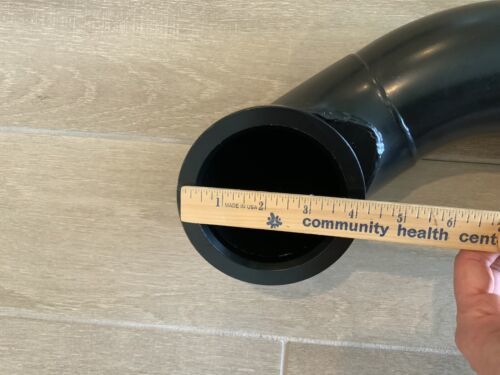 1 MADE IN USA 2 3 4 5 6
community health cent